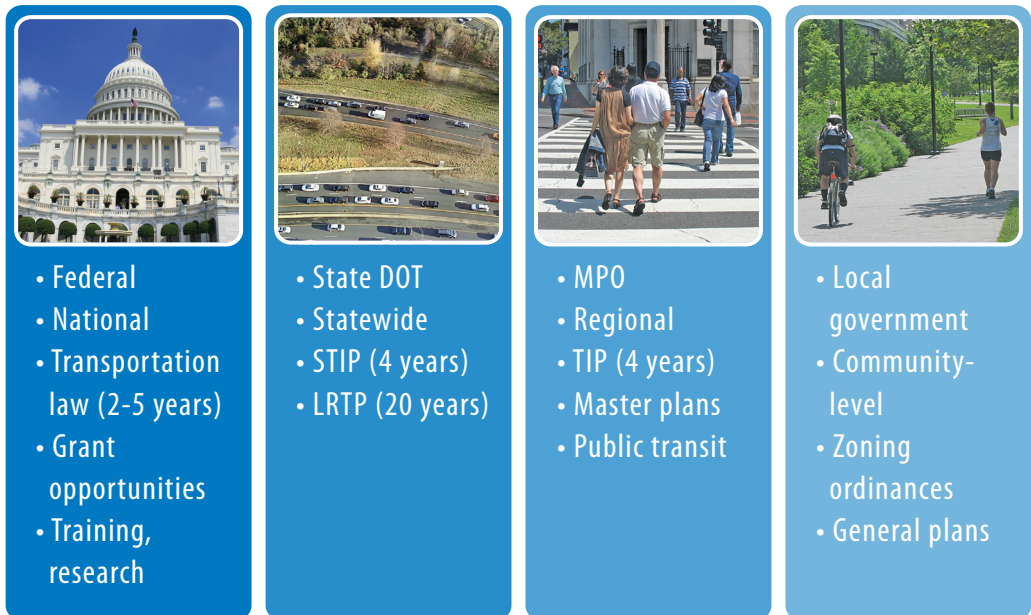 • Federal
• National
• Transportation
law (2-5 years)
• Grant
opportunities
• Training,
research
• State DOT
• Statewide
• STIP (4 years)
• LRTP (20 years)
• MPO
• Regional
• TIP (4 years)
• Master plans
• Public transit
• Local
government
• Community-
level
• Zoning
ordinances
• General plans